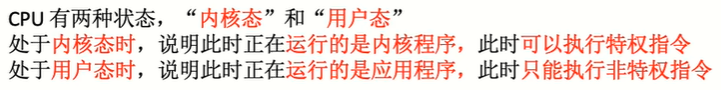 CPU 有两种状态，“内核态”和“用户态”
处于内核态时，说明此时正在运行的是内核程序，此时可以执行特权指令
处于用户态时，说明此时正在运行的是应用程序，此时只能执行非特权指令